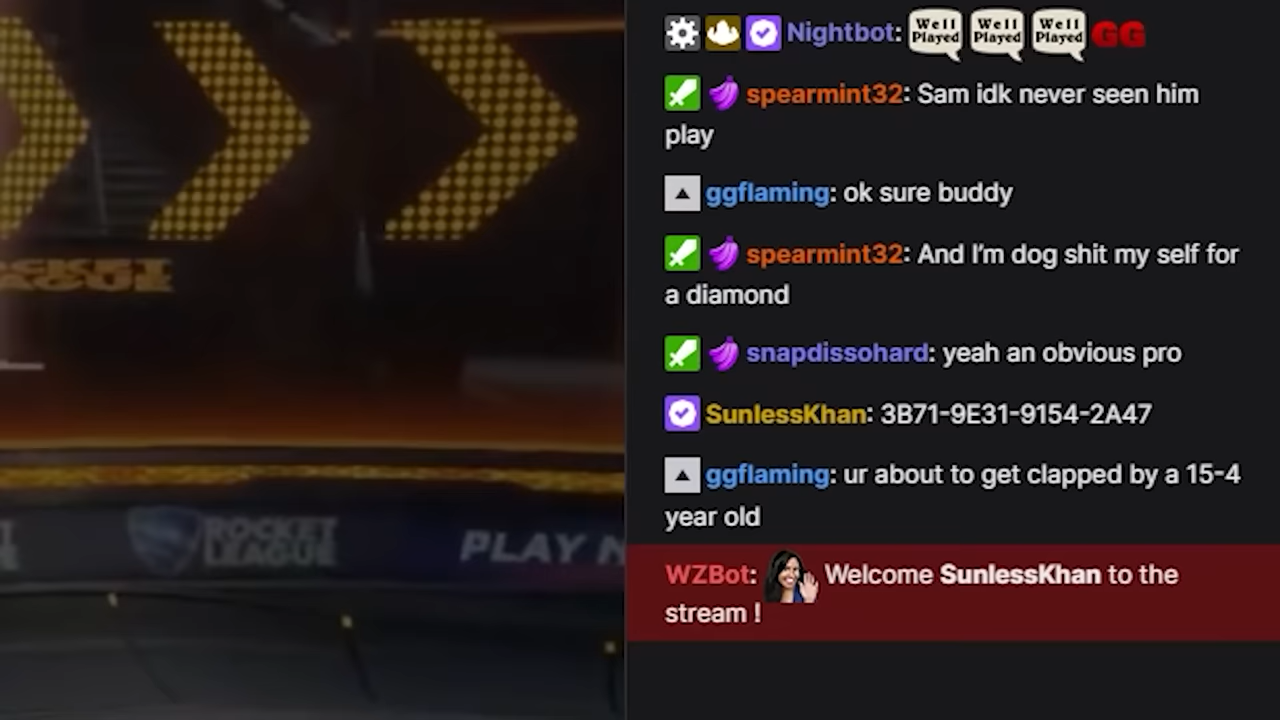 Nightbot: Well Played Well Played Well Played GG
spearmint32: Sam idk never seen him
play
ggflaming: ok sure buddy
spearmint32: And I’m dog shit my self for
a diamond
snapdissohard: yeah an obvious pro
SunlessKhan: 3B71-9E31-9154-2A47
ggflaming: ur about to get clapped by a 15-4
year old
WZBot: Welcome SunlessKhan to the
stream !
ROCKET
LEAGUE
PLAY